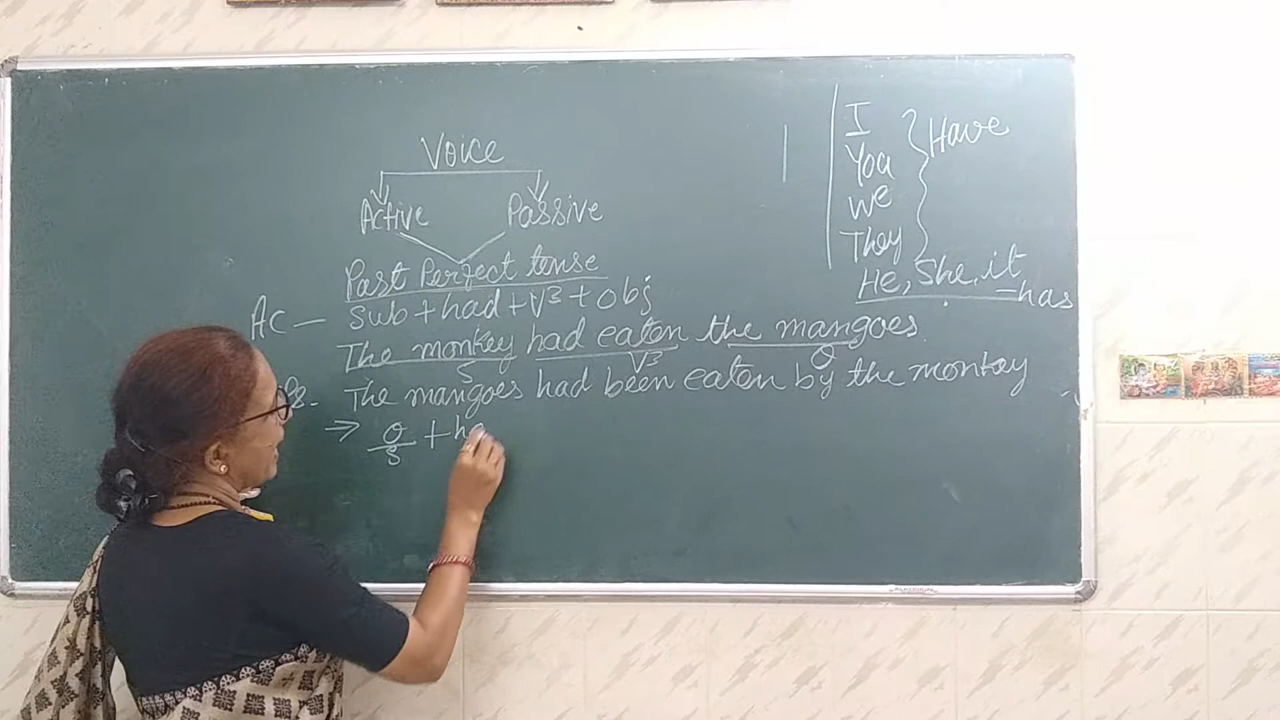 Voice
Active Passive
Past Perfect tense
Ac — Sub + had + V3 + obj
The monkey had eaten the mangoes.
S V3 O
The mangoes had been eaten by the monkey
→ O/S + ha
I
You
We
They
Have
He, She, it – has